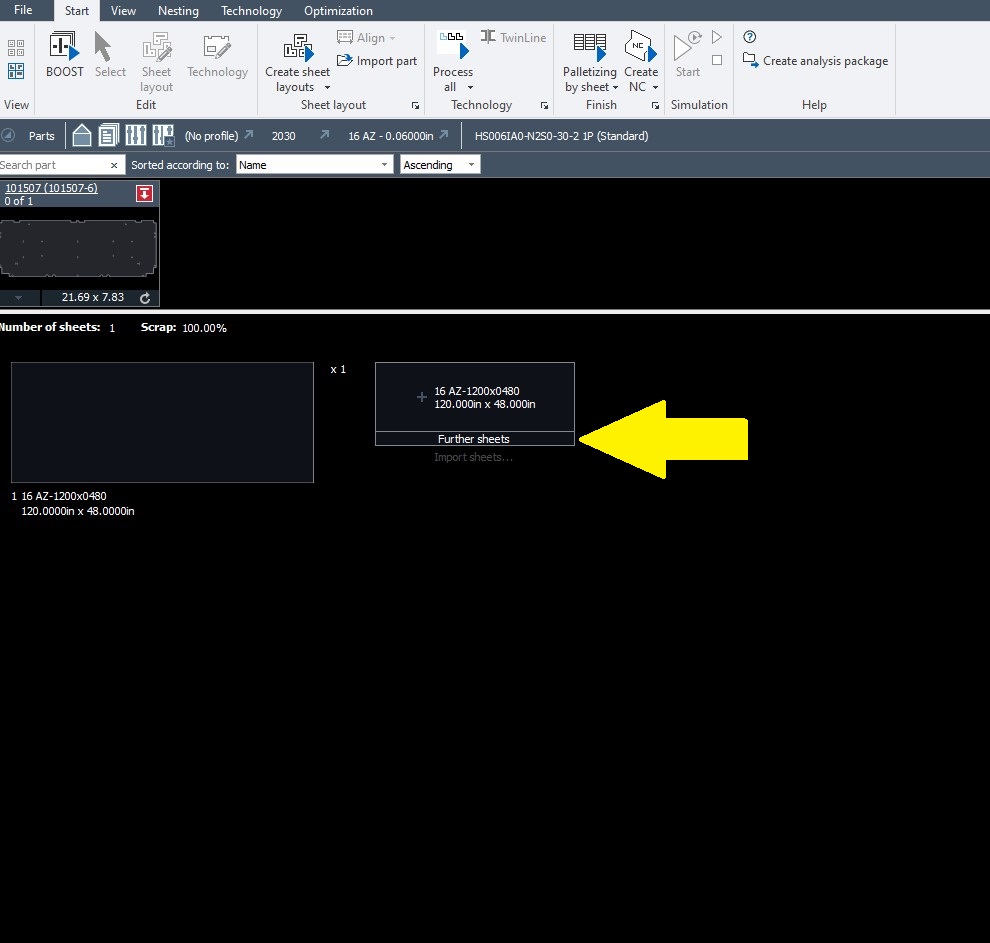 File Start View Nesting Technology Optimization
BOOST Select Sheet layout Technology Create sheet layouts Align Import part Process all TwinLine Palletizing by sheet Create NC NC Start Create analysis package
View Edit Sheet layout Technology Finish Simulation Help
Parts (No profile) 2030 16 AZ - 0.06000in HS006IA0-N2S0-30-2 1P (Standard)
Search part × Sorted according to: Name Ascending
101507 (101507-6)
0 of 1
21.69 x 7.83
Number of sheets: 1 Scrap: 100.00%
x 1
16 AZ-1200x0480
120.000in x 48.000in
Further sheets
Import sheets...
1 16 AZ-1200x0480
120.0000in x 48.0000in